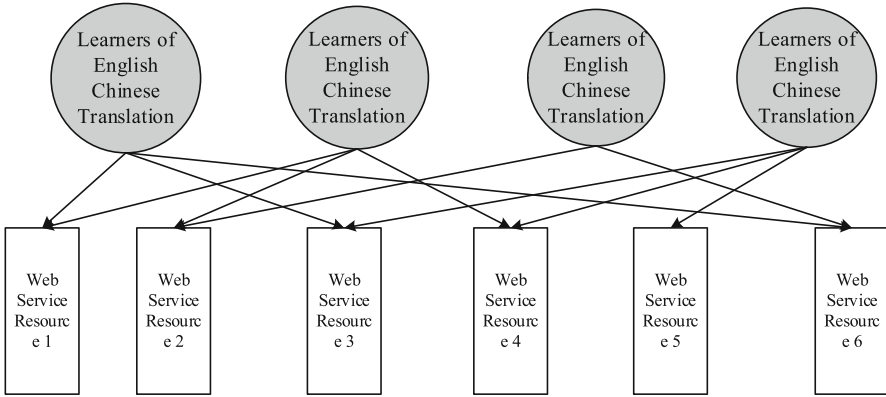 Learners of
English
Chinese
Translation
Learners of
English
Chinese
Translation
Learners of
English
Chinese
Translation
Learners of
English
Chinese
Translation
Web
Service
Resourc
e 1
Web
Service
Resourc
e 2
Web
Service
Resourc
e 3
Web
Service
Resourc
e 4
Web
Service
Resourc
e 5
Web
Service
Resourc
e 6